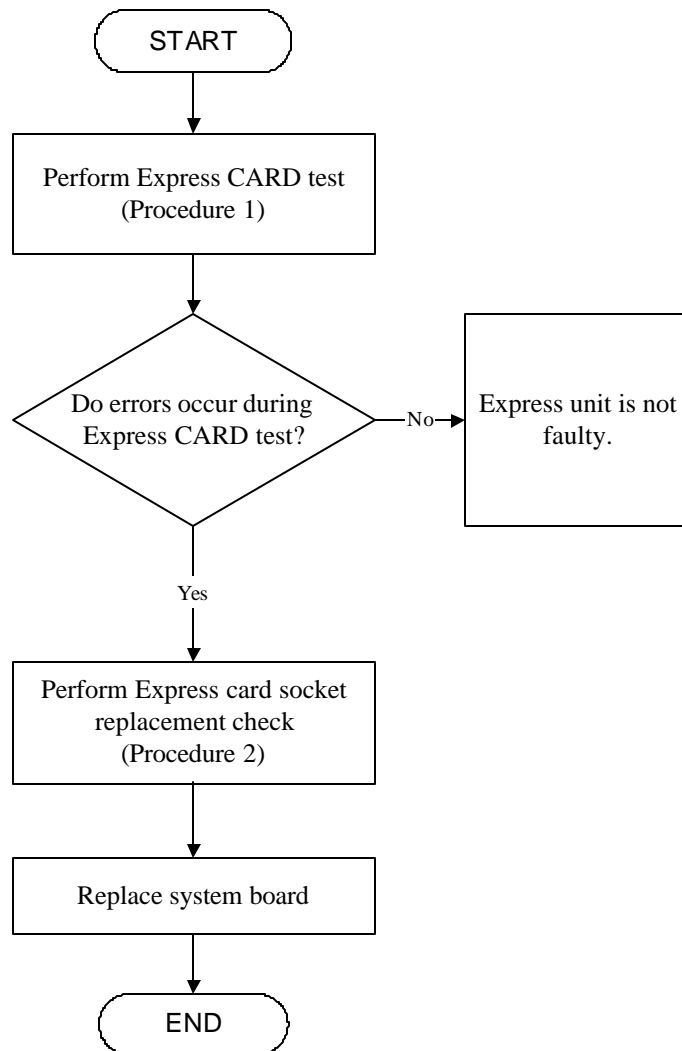 START
Perform Express CARD test
(Procedure 1)
Do errors occur during
Express CARD test?
No
Express unit is not
faulty.
Yes
Perform Express card socket
replacement check
(Procedure 2)
Replace system board
END